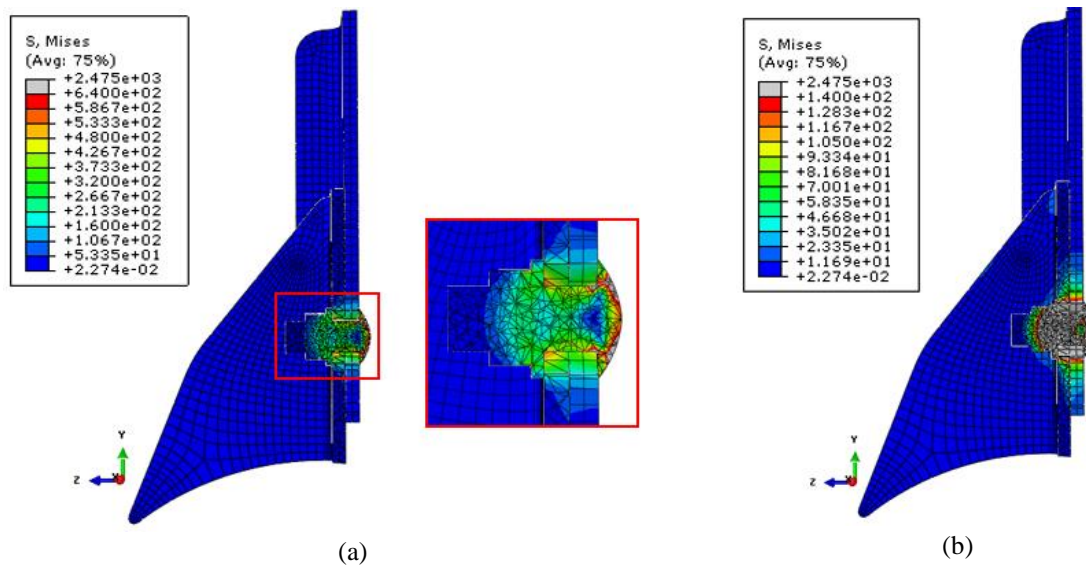 S, Mises
(Avg: 75%)
+2.475e+03
+6.400e+02
+5.867e+02
+5.333e+02
+4.800e+02
+4.267e+02
+3.733e+02
+3.200e+02
+2.667e+02
+2.133e+02
+1.600e+02
+1.067e+02
+5.335e+01
+2.274e-02
Y
Z
X
(a)
S, Mises
(Avg: 75%)
+2.475e+03
+1.400e+02
+1.283e+02
+1.167e+02
+1.050e+02
+9.334e+01
+8.168e+01
+7.001e+01
+5.835e+01
+4.668e+01
+3.502e+01
+2.335e+01
+1.169e+01
+2.274e-02
Y
Z
X
(b)